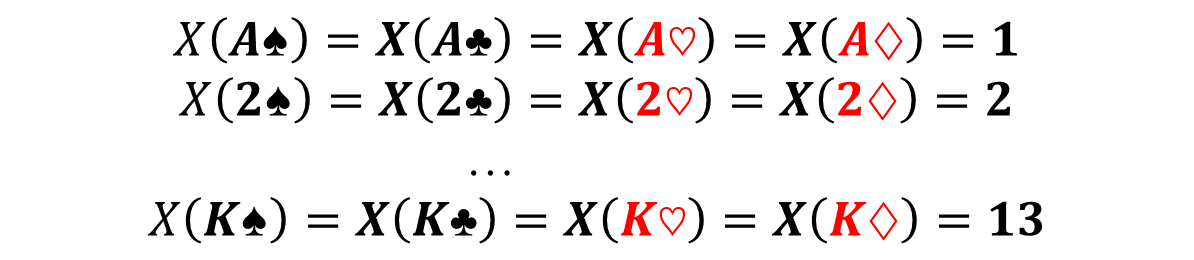 X(A♠) = X(A♣) = X(A♡) = X(A♢) = 1
X(2♠) = X(2♣) = X(2♡) = X(2♢) = 2
...
X(K♠) = X(K♣) = X(K♡) = X(K♢) = 13